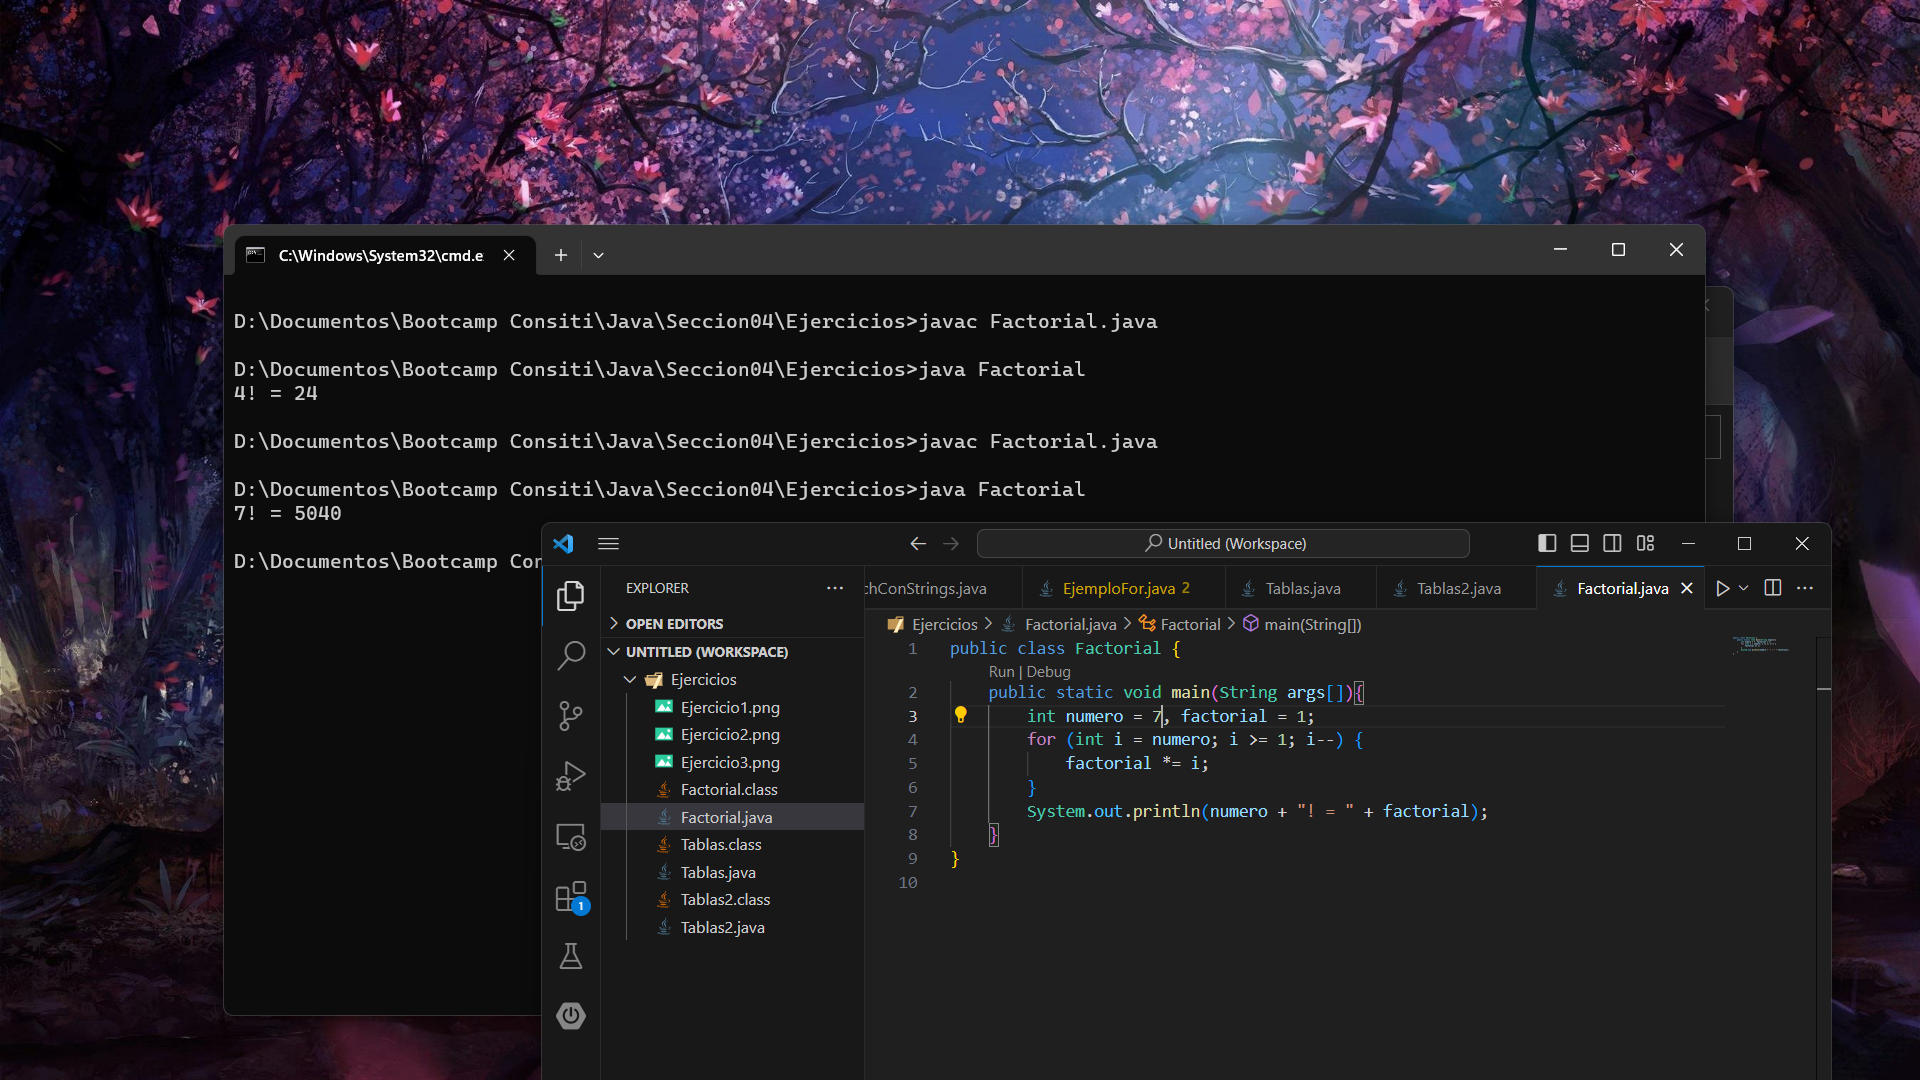 C:\Windows\System32\cmd.e
D:\Documentos\Bootcamp Consiti\Java\Seccion04\Ejercicios>javac Factorial.java
D:\Documentos\Bootcamp Consiti\Java\Seccion04\Ejercicios>java Factorial
4! = 24
D:\Documentos\Bootcamp Consiti\Java\Seccion04\Ejercicios>javac Factorial.java
D:\Documentos\Bootcamp Consiti\Java\Seccion04\Ejercicios>java Factorial
7! = 5040
D:\Documentos\Bootcamp Con
Untitled (Workspace)
EXPLORER
OPEN EDITORS
UNTITLED (WORKSPACE)
Ejercicios
Ejercicio1.png
Ejercicio2.png
Ejercicio3.png
Factorial.class
Factorial.java
Tablas.class
Tablas.java
Tablas2.class
Tablas2.java
1
chConStrings.java EjemploFor.java 2 Tablas.java Tablas2.java Factorial.java
Ejercicios > Factorial.java > Factorial > main(String[])
1 public class Factorial {
Run | Debug
2 public static void main(String args[]){
3 int numero = 7, factorial = 1;
4 for (int i = numero; i >= 1; i--) {
5 factorial *= i;
6 }
7 System.out.println(numero + "! = " + factorial);
8 }
9 }
10